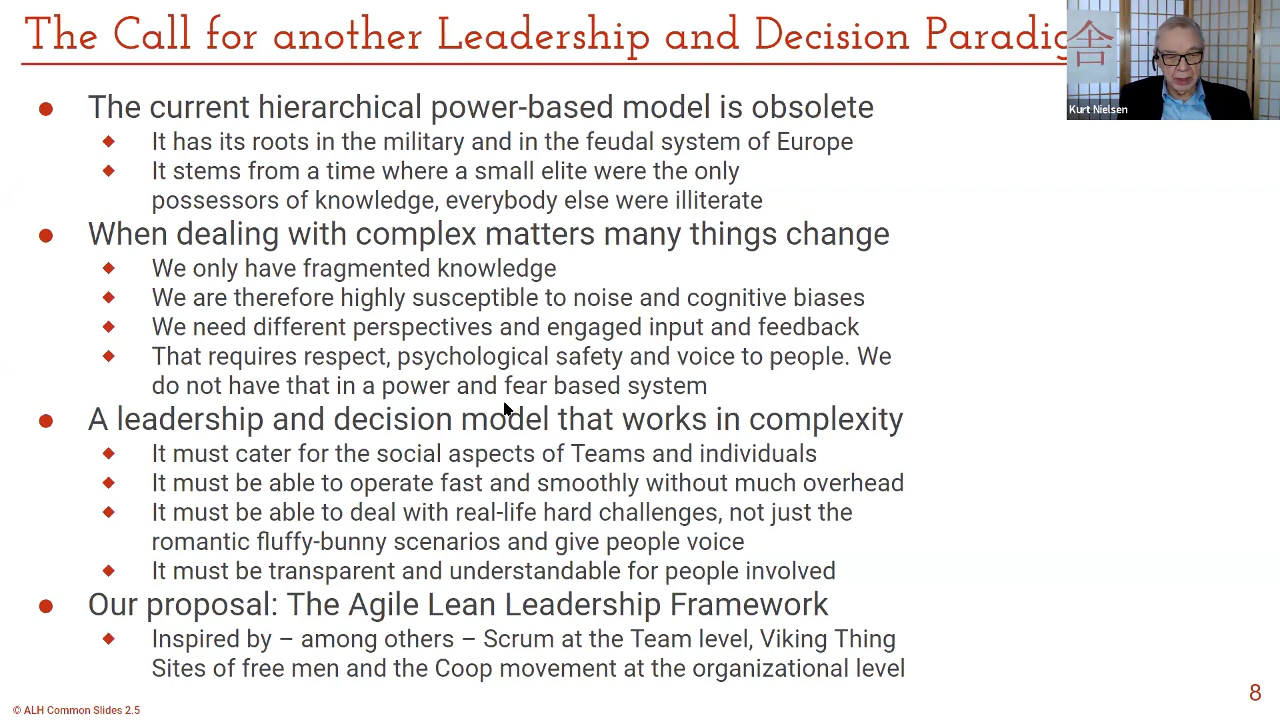 The Call for another Leadership and Decision
舎
Kurt Nielsen
● The current hierarchical power-based model is obsolete
◆ It has its roots in the military and in the feudal system of Europe
◆ It stems from a time where a small elite were the only
possessors of knowledge, everybody else were illiterate
● When dealing with complex matters many things change
◆ We only have fragmented knowledge
◆ We are therefore highly susceptible to noise and cognitive biases
◆ We need different perspectives and engaged input and feedback
◆ That requires respect, psychological safety and voice to people. We
do not have that in a power and fear based system
● A leadership and decision model that works in complexity
◆ It must cater for the social aspects of Teams and individuals
◆ It must be able to operate fast and smoothly without much overhead
◆ It must be able to deal with real-life hard challenges, not just the
romantic fluffy-bunny scenarios and give people voice
◆ It must be transparent and understandable for people involved
● Our proposal: The Agile Lean Leadership Framework
◆ Inspired by – among others – Scrum at the Team level, Viking Thing
Sites of free men and the Coop movement at the organizational level
© ALH Common Slides 2.5
8